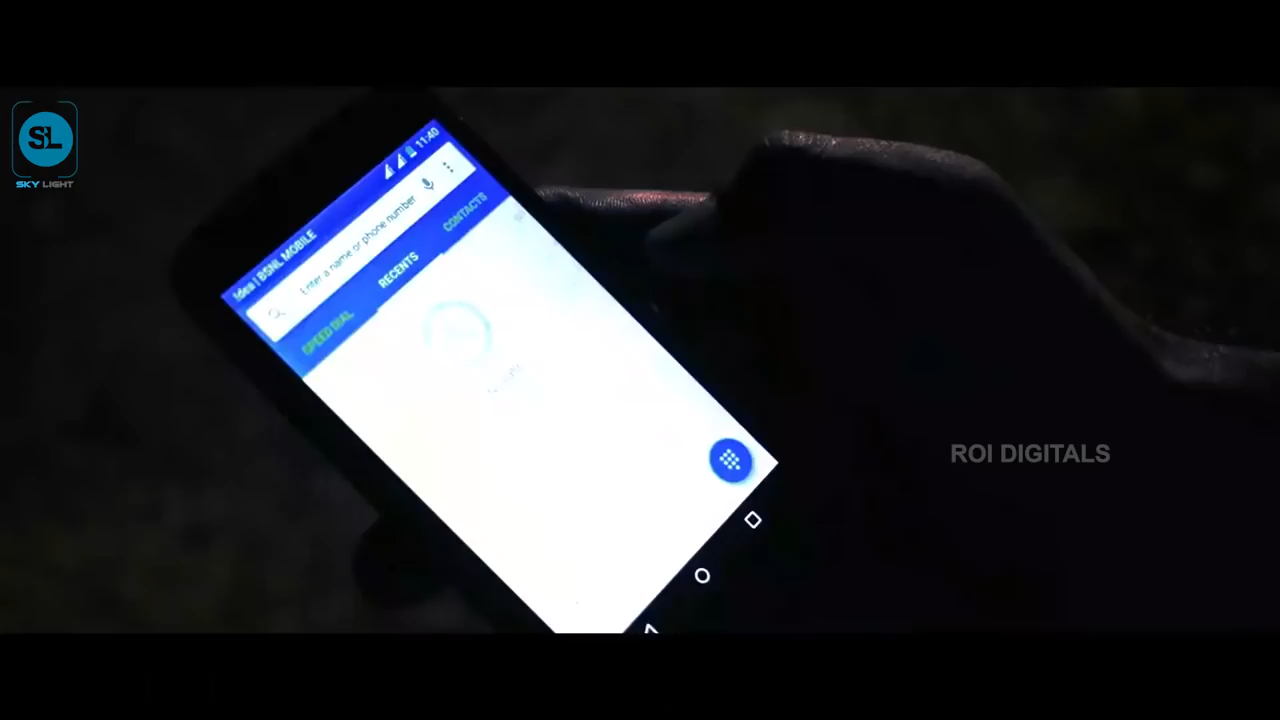 SL
SKY LIGHT
Idea | BSNL MOBILE
11:40
Enter a name or phone number
SPEED DIAL
RECENTS
CONTACTS
ROI DIGITALS